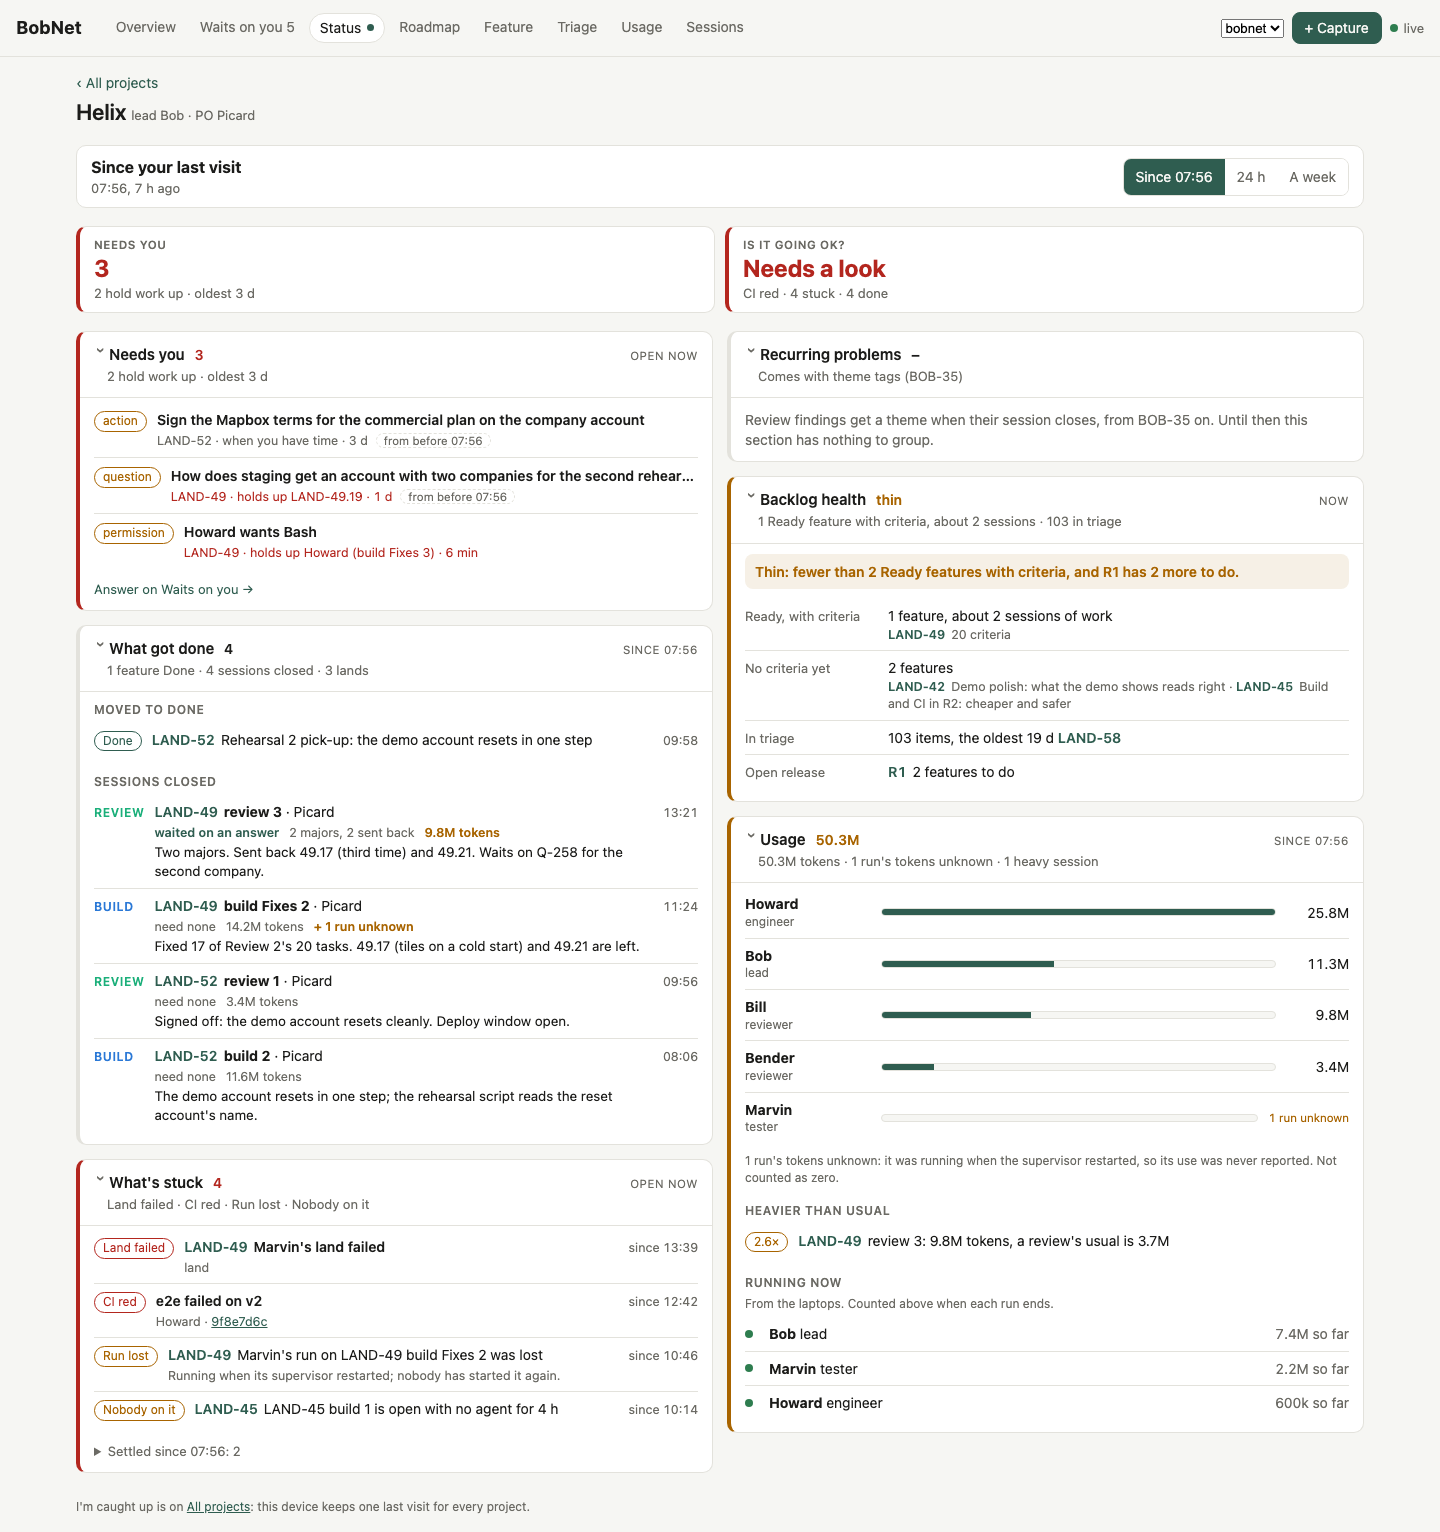 BobNet
Overview
Waits on you 5
Status
Roadmap
Feature
Triage
Usage
Sessions
bobnet
+ Capture
live
‹ All projects
Helix lead Bob · PO Picard
Since your last visit
07:56, 7 h ago
Since 07:56
24 h
A week
NEEDS YOU
3
2 hold work up · oldest 3 d
IS IT GOING OK?
Needs a look
CI red · 4 stuck · 4 done
Needs you 3
OPEN NOW
2 hold work up · oldest 3 d
action
Sign the Mapbox terms for the commercial plan on the company account
LAND-52 · when you have time · 3 d from before 07:56
question
How does staging get an account with two companies for the second rehear...
LAND-49 · holds up LAND-49.19 · 1 d from before 07:56
permission
Howard wants Bash
LAND-49 · holds up Howard (build Fixes 3) · 6 min
Answer on Waits on you →
What got done 4
SINCE 07:56
1 feature Done · 4 sessions closed · 3 lands
MOVED TO DONE
Done LAND-52 Rehearsal 2 pick-up: the demo account resets in one step 09:58
SESSIONS CLOSED
REVIEW LAND-49 review 3 · Picard 13:21
waited on an answer 2 majors, 2 sent back 9.8M tokens
Two majors. Sent back 49.17 (third time) and 49.21. Waits on Q-258 for the
second company.
BUILD LAND-49 build Fixes 2 · Picard 11:24
need none 14.2M tokens + 1 run unknown
Fixed 17 of Review 2's 20 tasks. 49.17 (tiles on a cold start) and 49.21 are left.
REVIEW LAND-52 review 1 · Picard 09:56
need none 3.4M tokens
Signed off: the demo account resets cleanly. Deploy window open.
BUILD LAND-52 build 2 · Picard 08:06
need none 11.6M tokens
The demo account resets in one step; the rehearsal script reads the reset
account's name.
What's stuck 4
OPEN NOW
Land failed · CI red · Run lost · Nobody on it
Land failed LAND-49 Marvin's land failed since 13:39
land
CI red e2e failed on v2 since 12:42
Howard · 9f8e7d6c
Run lost LAND-49 Marvin's run on LAND-49 build Fixes 2 was lost since 10:46
Running when its supervisor restarted; nobody has started it again.
Nobody on it LAND-45 LAND-45 build 1 is open with no agent for 4 h since 10:14
Settled since 07:56: 2
Recurring problems –
Comes with theme tags (BOB-35)
Review findings get a theme when their session closes, from BOB-35 on. Until then this
section has nothing to group.
Backlog health thin
NOW
1 Ready feature with criteria, about 2 sessions · 103 in triage
Thin: fewer than 2 Ready features with criteria, and R1 has 2 more to do.
Ready, with criteria 1 feature, about 2 sessions of work
LAND-49 20 criteria
No criteria yet 2 features
LAND-42 Demo polish: what the demo shows reads right · LAND-45 Build
and CI in R2: cheaper and safer
In triage 103 items, the oldest 19 d LAND-58
Open release R1 2 features to do
Usage 50.3M
SINCE 07:56
50.3M tokens · 1 run's tokens unknown · 1 heavy session
Howard 25.8M
engineer
Bob 11.3M
lead
Bill 9.8M
reviewer
Bender 3.4M
reviewer
Marvin 1 run unknown
tester
1 run's tokens unknown: it was running when the supervisor restarted, so its use was never reported. Not
counted as zero.
HEAVIER THAN USUAL
2.6× LAND-49 review 3: 9.8M tokens, a review's usual is 3.7M
RUNNING NOW
From the laptops. Counted above when each run ends.
Bob lead 7.4M so far
Marvin tester 2.2M so far
Howard engineer 600k so far
I'm caught up is on All projects: this device keeps one last visit for every project.